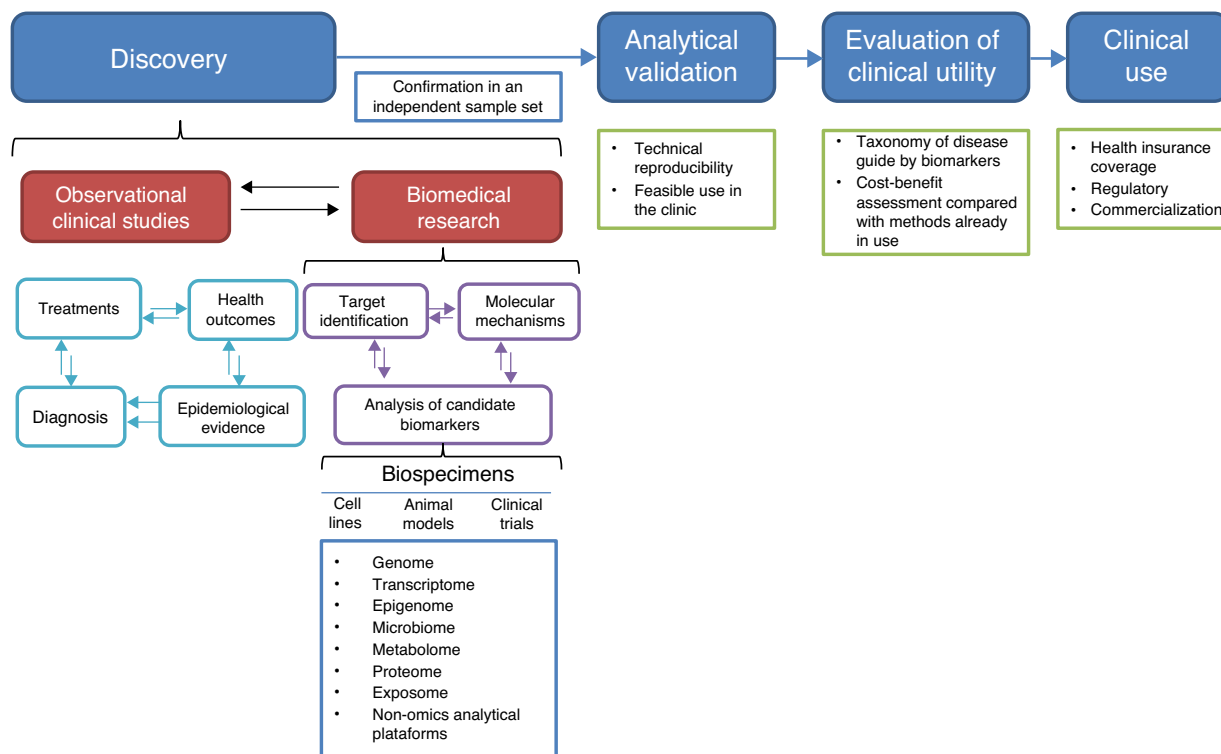 Discovery
Analytical
validation
Evaluation of
clinical utility
Clinical
use
Confirmation in an
independent sample set
• Technical
reproducibility
• Feasible use in
the clinic
• Taxonomy of disease
guide by biomarkers
• Cost-benefit
assessment compared
with methods already
in use
• Health insurance
coverage
• Regulatory
• Commercialization
Observational
clinical studies
Biomedical
research
Treatments
Health
outcomes
Diagnosis
Epidemiological
evidence
Target
identification
Molecular
mechanisms
Analysis of candidate
biomarkers
Biospecimens
Cell
lines
Animal
models
Clinical
trials
• Genome
• Transcriptome
• Epigenome
• Microbiome
• Metabolome
• Proteome
• Exposome
• Non-omics analytical
plataforms